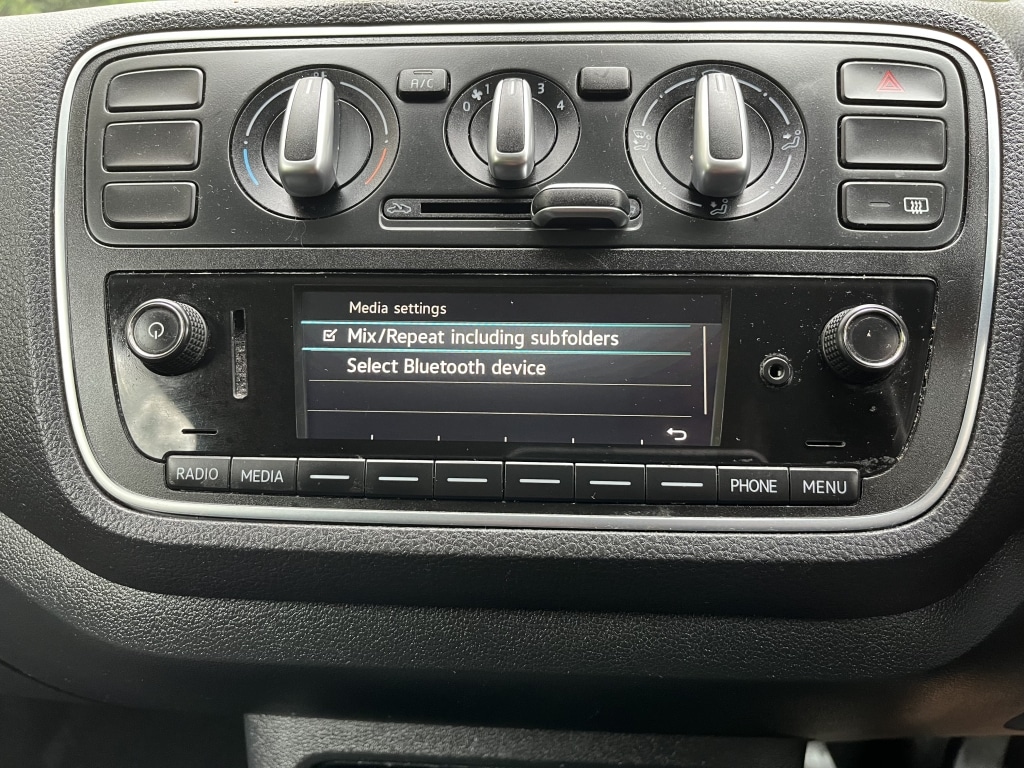 A/C
0 1 3 4
Media settings
Mix/Repeat including subfolders
Select Bluetooth device
RADIO MEDIA PHONE MENU